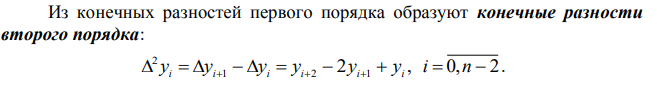 Из конечных разностей первого порядка образуют конечные разности
второго порядка:
Δ²yᵢ = Δyᵢ₊₁ − Δyᵢ = yᵢ₊₂ − 2yᵢ₊₁ + yᵢ, i = 0,n − 2.